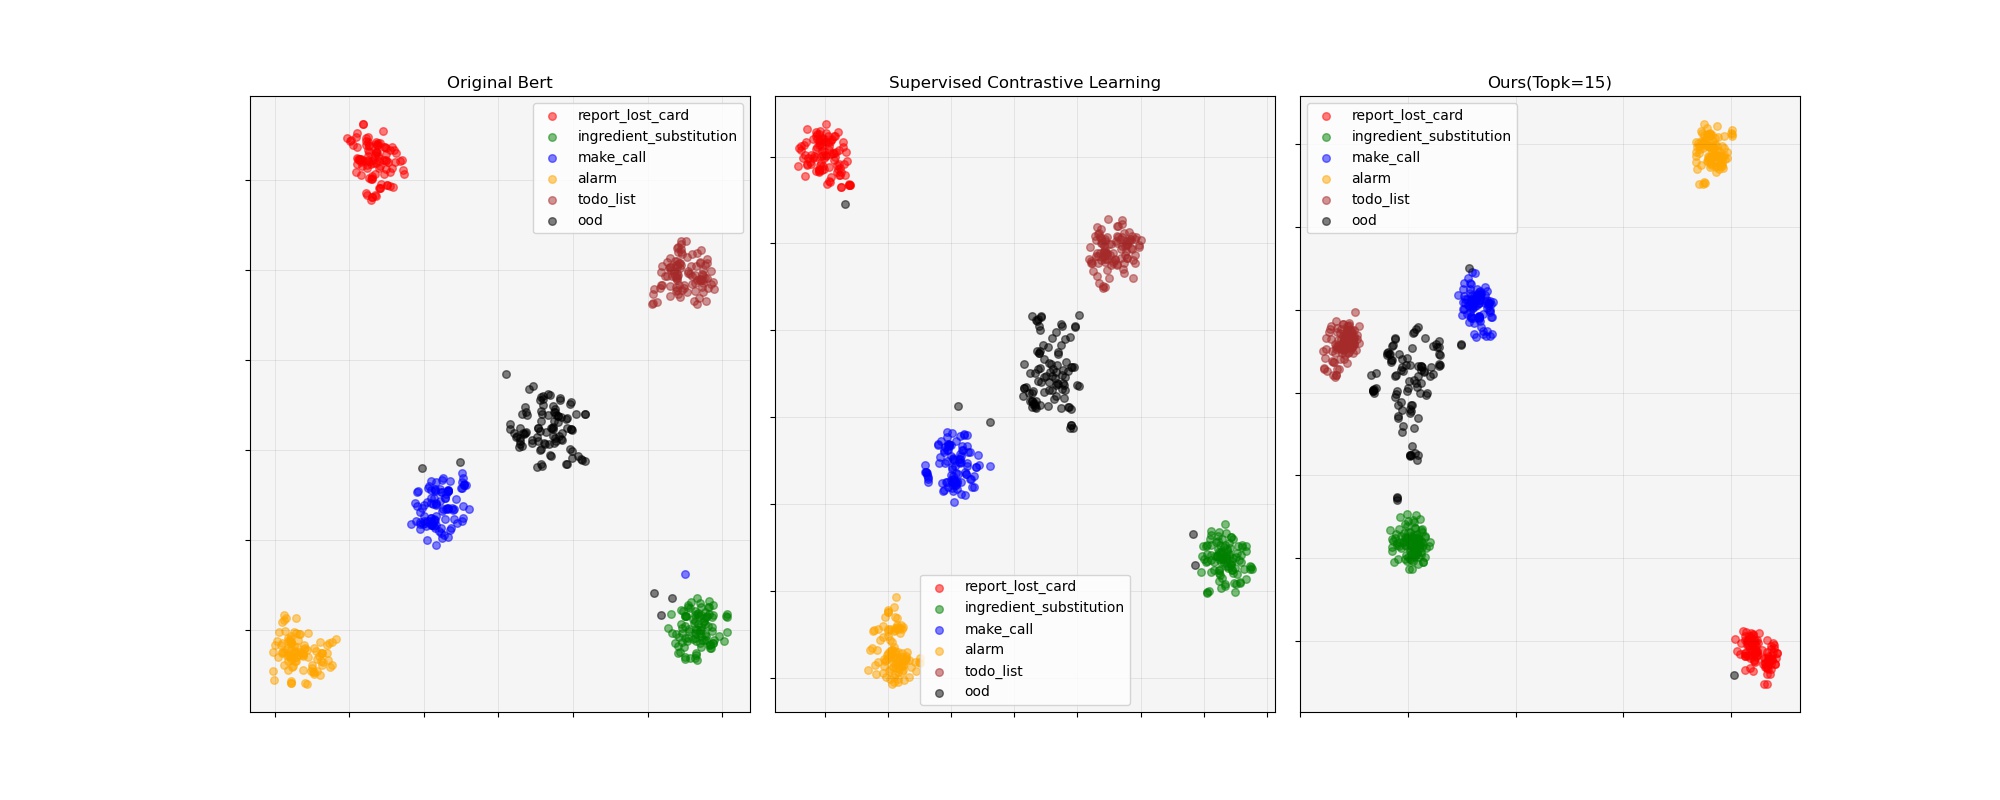 Original Bert
report_lost_card
ingredient_substitution
make_call
alarm
todo_list
ood
Supervised Contrastive Learning
report_lost_card
ingredient_substitution
make_call
alarm
todo_list
ood
Ours(Topk=15)
report_lost_card
ingredient_substitution
make_call
alarm
todo_list
ood